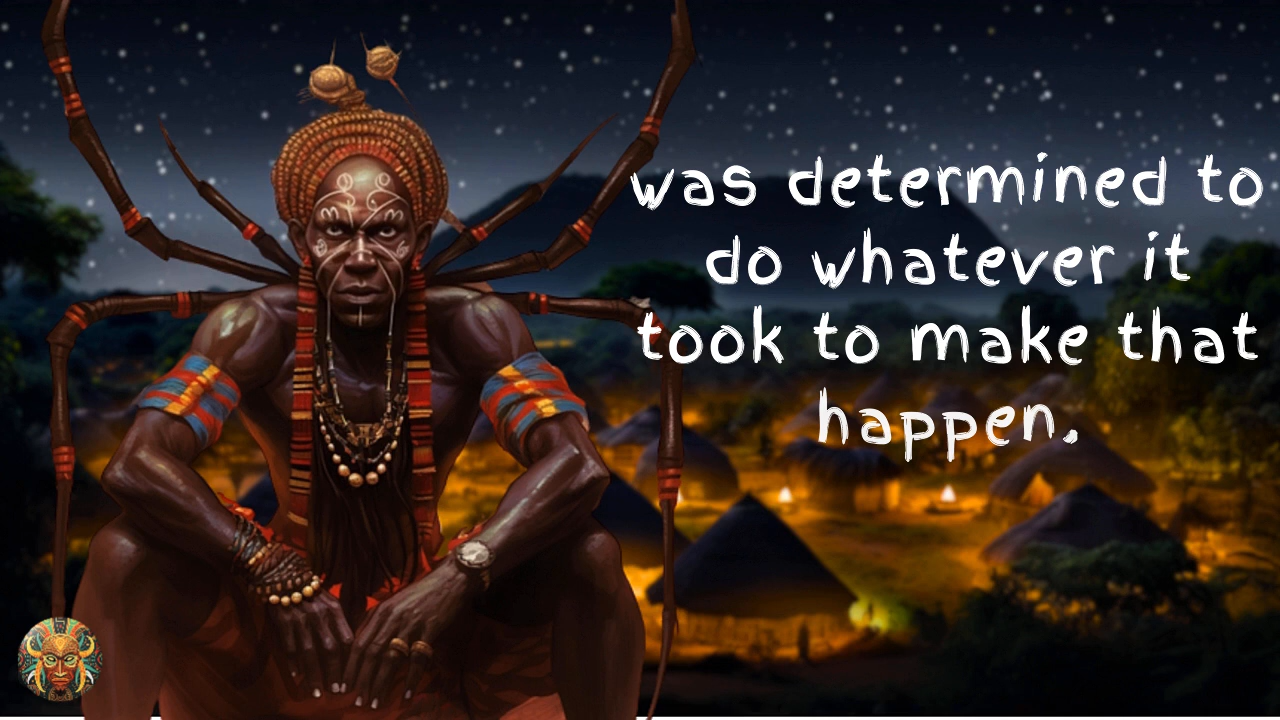 was determined to
do whatever it
took to make that
happen.